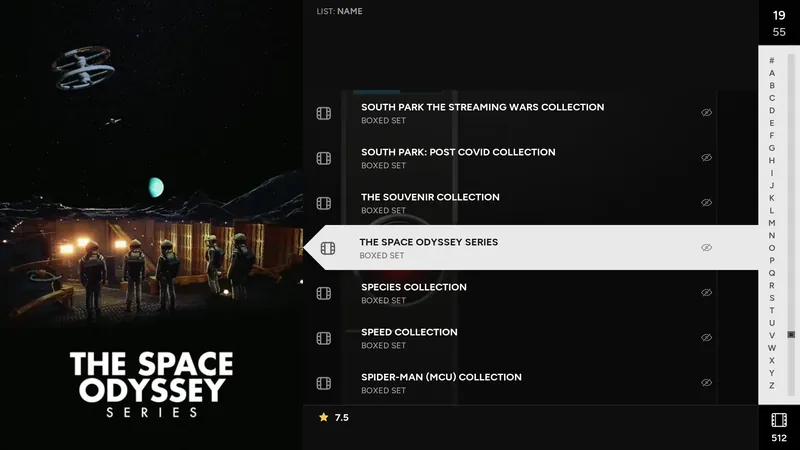 LIST: NAME
19
55
SOUTH PARK THE STREAMING WARS COLLECTION
BOXED SET
SOUTH PARK: POST COVID COLLECTION
BOXED SET
THE SOUVENIR COLLECTION
BOXED SET
THE SPACE ODYSSEY SERIES
BOXED SET
SPECIES COLLECTION
BOXED SET
SPEED COLLECTION
BOXED SET
SPIDER-MAN (MCU) COLLECTION
BOXED SET
7.5
THE SPACE
ODYSSEY
SERIES
#
A
B
C
D
E
F
G
H
I
J
K
L
M
N
O
P
Q
R
S
T
U
V
W
X
Y
Z
512